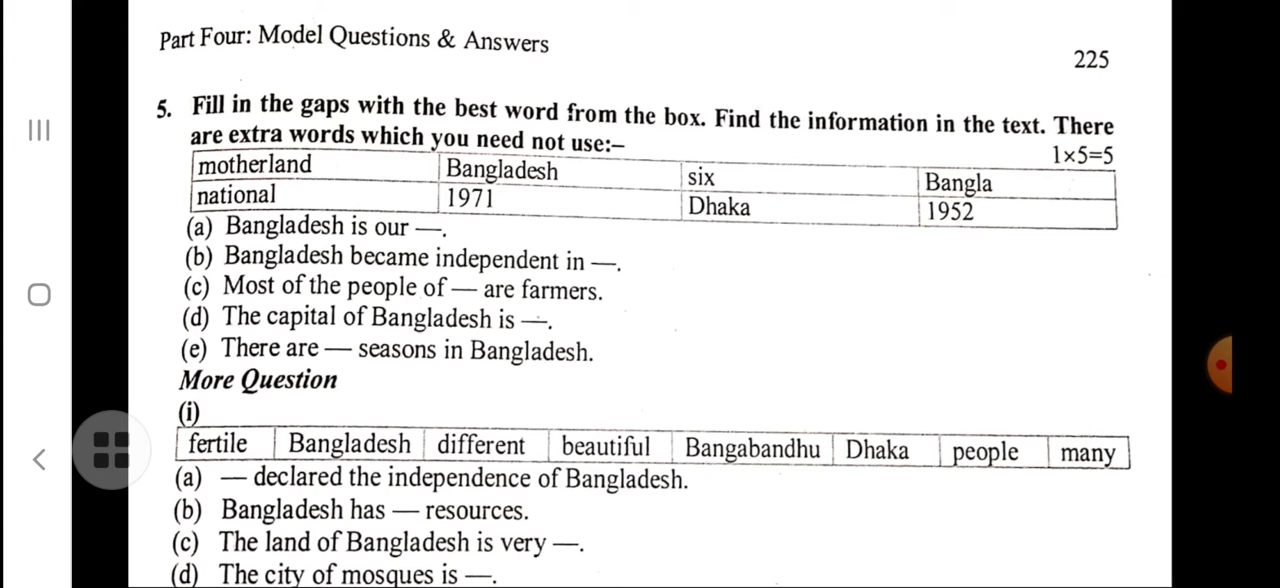 Part Four: Model Questions & Answers
225
5. Fill in the gaps with the best word from the box. Find the information in the text. There
are extra words which you need not use:–
1×5=5
motherland Bangladesh six Bangla
national 1971 Dhaka 1952
(a) Bangladesh is our —.
(b) Bangladesh became independent in —.
(c) Most of the people of — are farmers.
(d) The capital of Bangladesh is —.
(e) There are — seasons in Bangladesh.
More Question
(i)
fertile Bangladesh different beautiful Bangabandhu Dhaka people many
(a) — declared the independence of Bangladesh.
(b) Bangladesh has — resources.
(c) The land of Bangladesh is very —.
(d) The city of mosques is —.